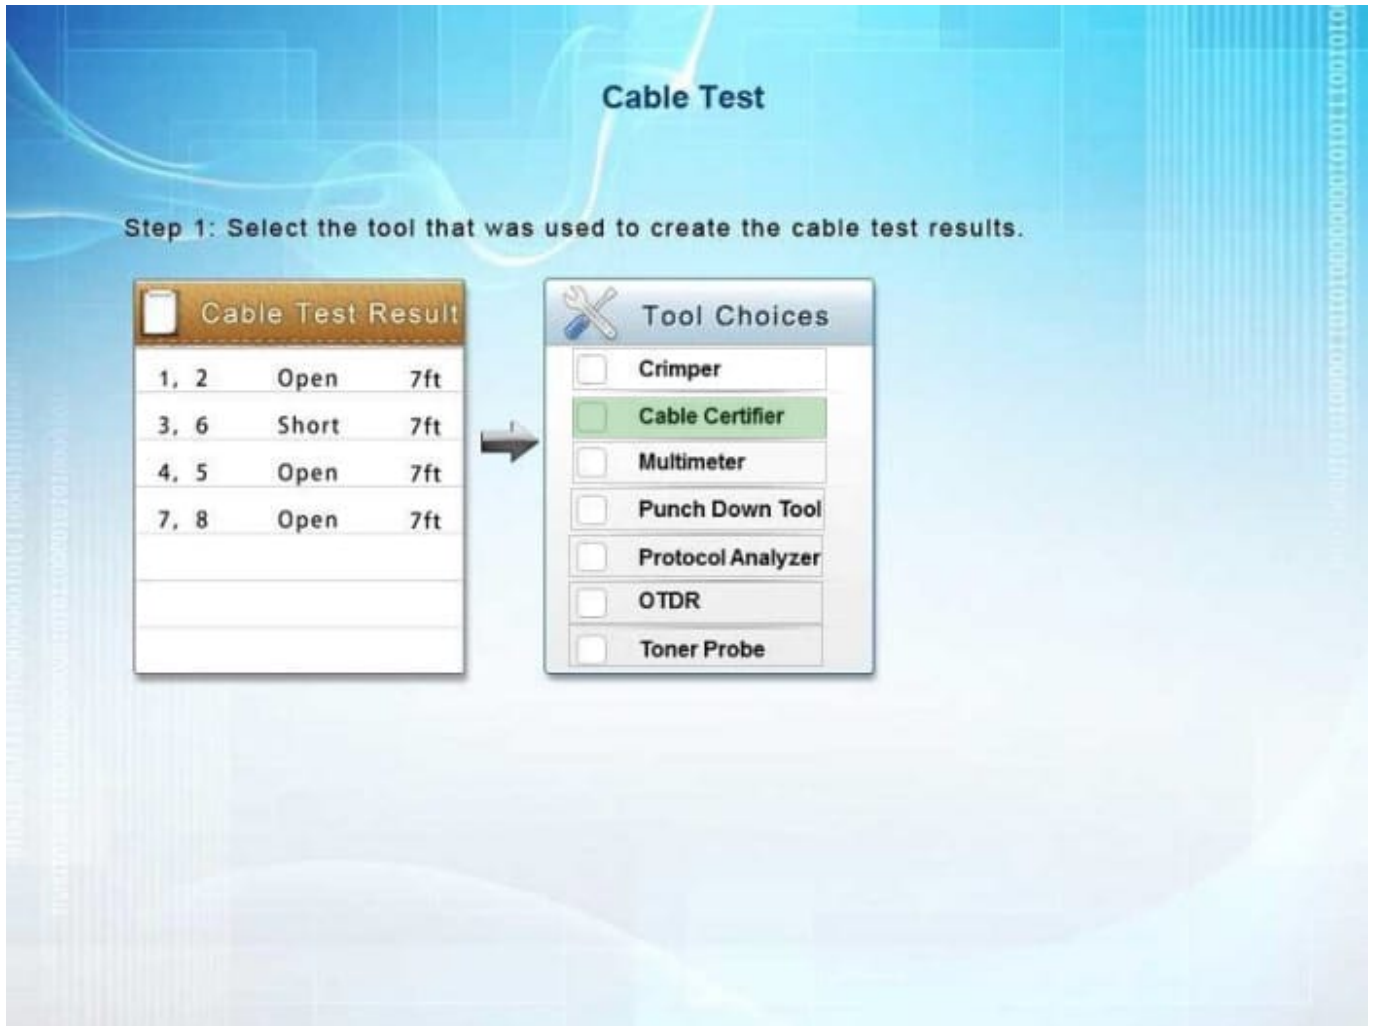 Cable Test
Step 1: Select the tool that was used to create the cable test results.
Cable Test Result
1, 2 Open 7ft
3, 6 Short 7ft
4, 5 Open 7ft
7, 8 Open 7ft
Tool Choices
Crimper
Cable Certifier
Multimeter
Punch Down Tool
Protocol Analyzer
OTDR
Toner Probe